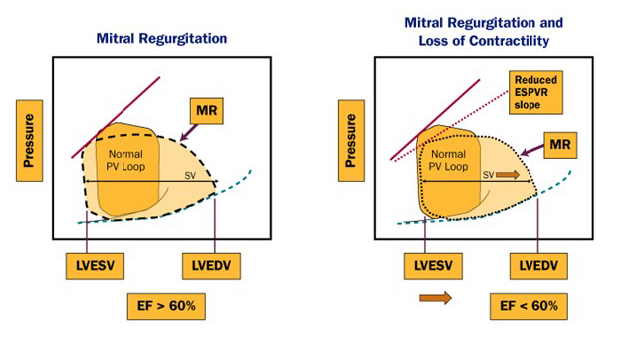 Mitral Regurgitation
Pressure
MR
Normal
PV Loop
SV
LVESV
LVEDV
EF > 60%
Mitral Regurgitation and
Loss of Contractility
Pressure
Reduced
ESPVR
slope
MR
Normal
PV Loop
SV
LVESV
LVEDV
EF < 60%